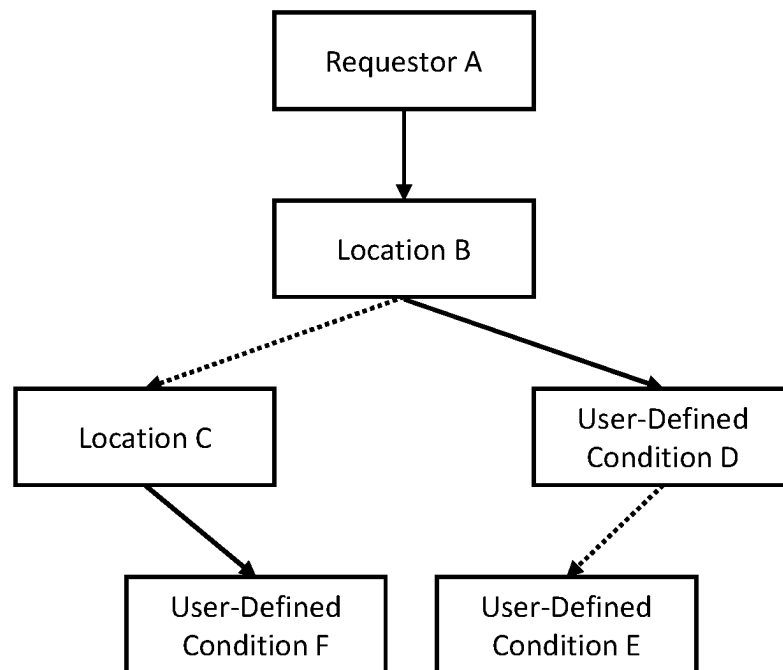 Requestor A
Location B
Location C
User-Defined
Condition D
User-Defined
Condition F
User-Defined
Condition E